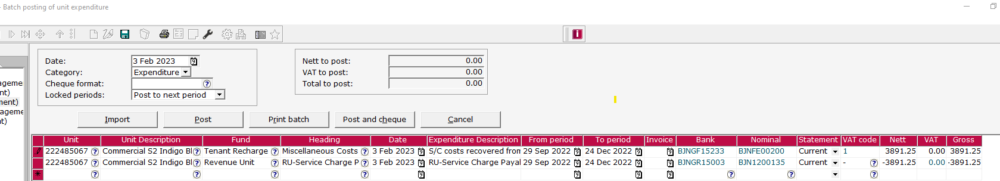 - Batch posting of unit expenditure
i
Date: 3 Feb 2023
Category: Expenditure
Cheque format:
Locked periods: Post to next period
Nett to post: 0.00
VAT to post: 0.00
Total to post: 0.00
ageme
nt)
ment)
ageme
t)
Import Post Print batch Post and cheque Cancel
Unit Unit Description Fund Heading Date Expenditure Description From period To period Invoice Bank Nominal Statement VAT code Nett VAT Gross
222485067 Commercial S2 Indigo Bl Tenant Recharge Miscellaneous Costs 3 Feb 2023 S/C costs recovered from 29 Sep 2022 24 Dec 2022 BJNGF15233 BJNFE00200 Current 1 3891.25 0.00 3891.25
222485067 Commercial S2 Indigo Bl Revenue Unit RU-Service Charge P 3 Feb 2023 RU-Service Charge Payal 29 Sep 2022 24 Dec 2022 BJNGR15003 BJN1200135 Current - -3891.25 0.00 -3891.25